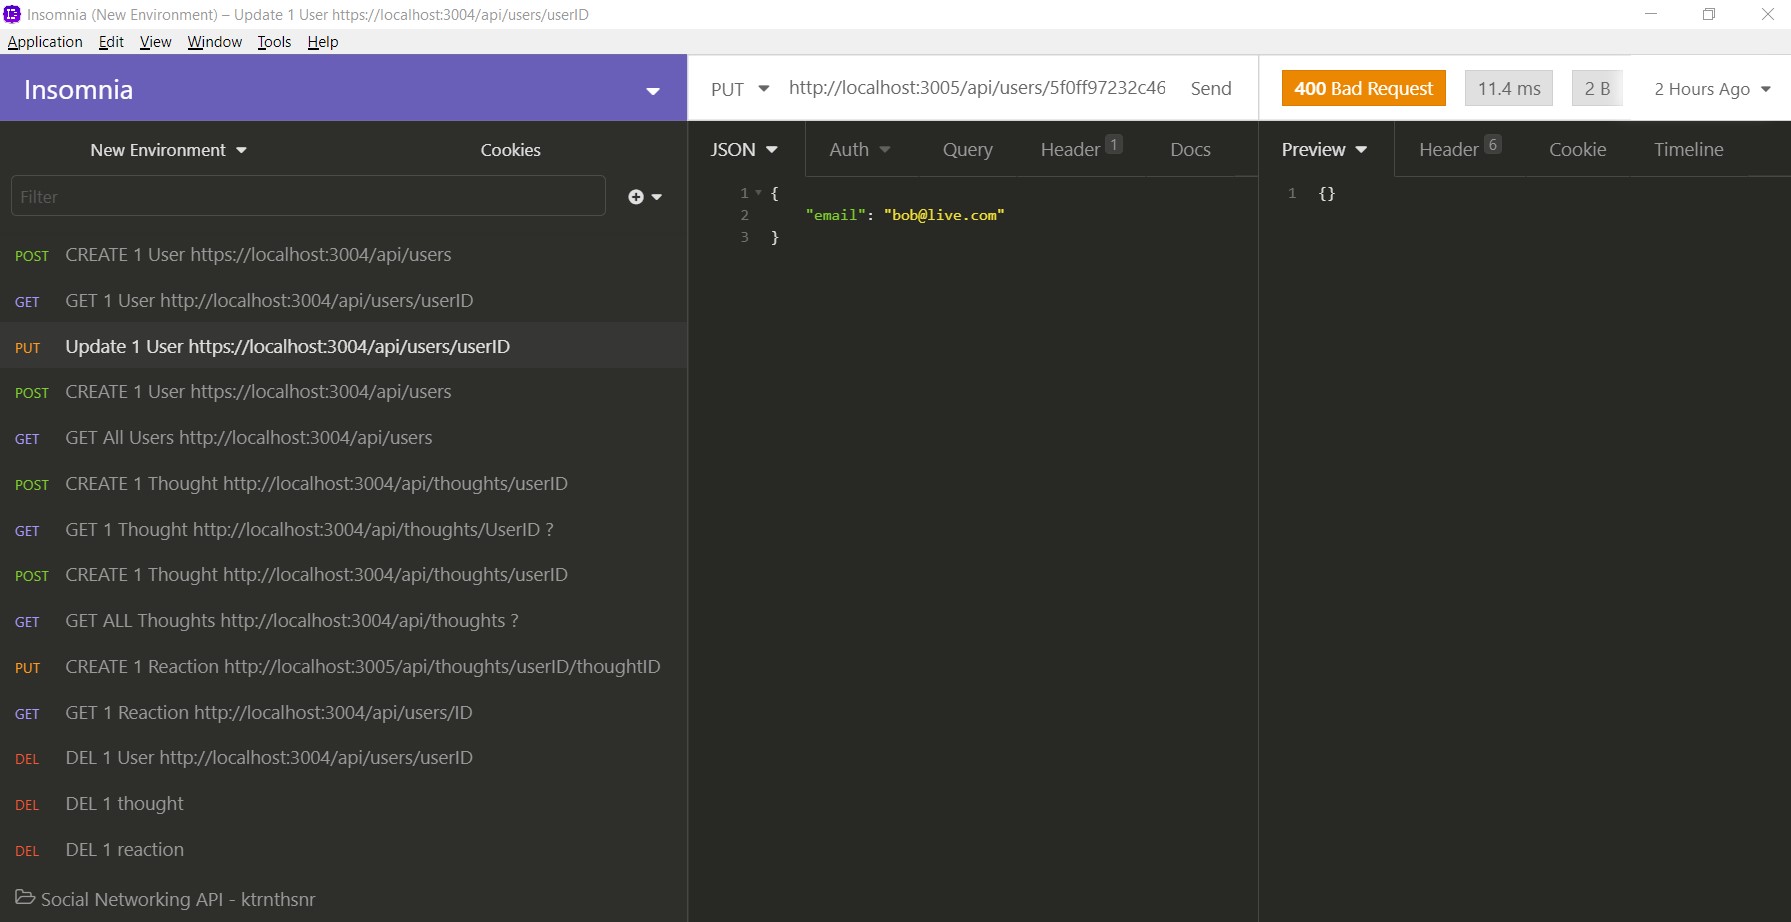 Insomnia (New Environment) – Update 1 User https://localhost:3004/api/users/userID
Application Edit View Window Tools Help
Insomnia
PUT http://localhost:3005/api/users/5f0ff97232c46 Send
400 Bad Request 11.4 ms 2 B 2 Hours Ago
New Environment Cookies
JSON Auth Query Header 1 Docs
Preview Header 6 Cookie Timeline
Filter
1 {
2 "email": "bob@live.com"
3 }
1 {}
POST CREATE 1 User https://localhost:3004/api/users
GET GET 1 User http://localhost:3004/api/users/userID
PUT Update 1 User https://localhost:3004/api/users/userID
POST CREATE 1 User https://localhost:3004/api/users
GET GET All Users http://localhost:3004/api/users
POST CREATE 1 Thought http://localhost:3004/api/thoughts/userID
GET GET 1 Thought http://localhost:3004/api/thoughts/UserID ?
POST CREATE 1 Thought http://localhost:3004/api/thoughts/userID
GET GET ALL Thoughts http://localhost:3004/api/thoughts ?
PUT CREATE 1 Reaction http://localhost:3005/api/thoughts/userID/thoughtID
GET GET 1 Reaction http://localhost:3004/api/users/ID
DEL DEL 1 User http://localhost:3004/api/users/userID
DEL DEL 1 thought
DEL DEL 1 reaction
Social Networking API - ktrnthsnr